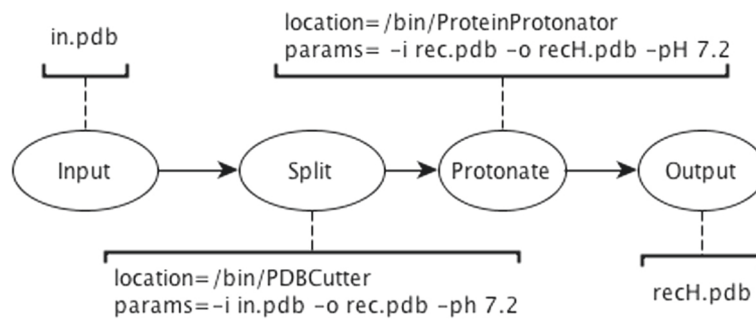 in.pdb
location=/bin/ProteinProtonator
params= -i rec.pdb -o recH.pdb -pH 7.2
Input
Split
Protonate
Output
location=/bin/PDBCutter
params=-i in.pdb -o rec.pdb -ph 7.2
recH.pdb